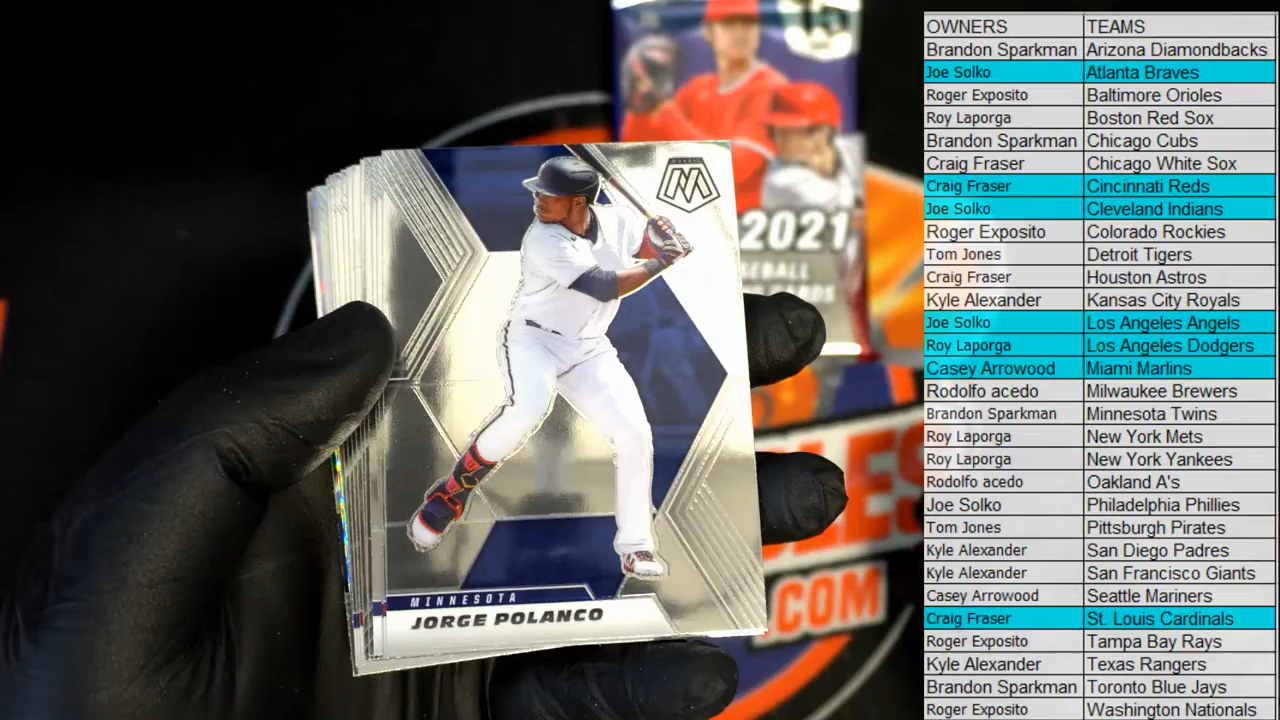 MOSAIC
2021
BASEBALL
CARDS
LES
.COM
MINNESOTA
JORGE POLANCO
OWNERS TEAMS
Brandon Sparkman Arizona Diamondbacks
Joe Solko Atlanta Braves
Roger Exposito Baltimore Orioles
Roy Laporga Boston Red Sox
Brandon Sparkman Chicago Cubs
Craig Fraser Chicago White Sox
Craig Fraser Cincinnati Reds
Joe Solko Cleveland Indians
Roger Exposito Colorado Rockies
Tom Jones Detroit Tigers
Craig Fraser Houston Astros
Kyle Alexander Kansas City Royals
Joe Solko Los Angeles Angels
Roy Laporga Los Angeles Dodgers
Casey Arrowood Miami Marlins
Rodolfo acedo Milwaukee Brewers
Brandon Sparkman Minnesota Twins
Roy Laporga New York Mets
Roy Laporga New York Yankees
Rodolfo acedo Oakland A's
Joe Solko Philadelphia Phillies
Tom Jones Pittsburgh Pirates
Kyle Alexander San Diego Padres
Kyle Alexander San Francisco Giants
Casey Arrowood Seattle Mariners
Craig Fraser St. Louis Cardinals
Roger Exposito Tampa Bay Rays
Kyle Alexander Texas Rangers
Brandon Sparkman Toronto Blue Jays
Roger Exposito Washington Nationals